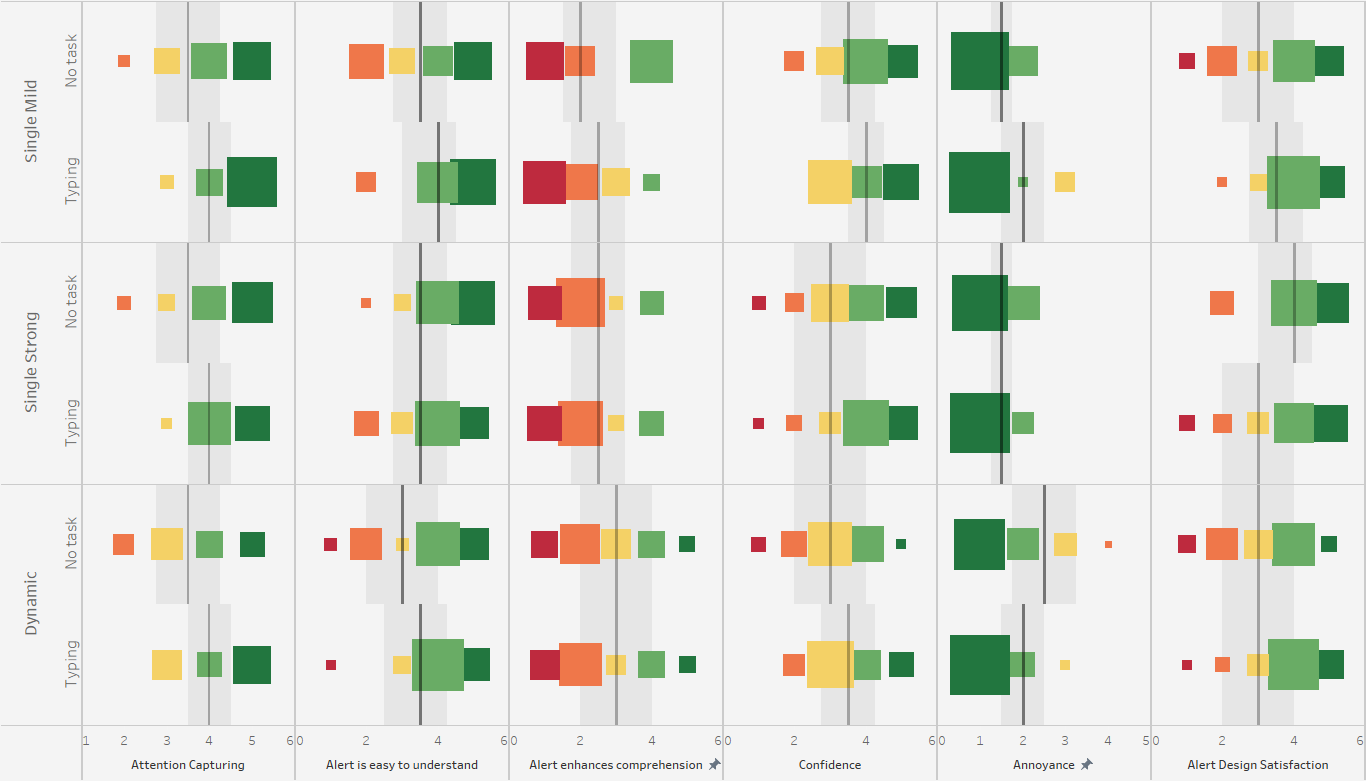 Single Mild
No task
Typing
Single Strong
No task
Typing
Dynamic
No task
Typing
1 2 3 4 5 6 0 2 4 6 0 2 4 6 0 2 4 6 0 1 2 3 4 5 0 2 4 6
Attention Capturing Alert is easy to understand Alert enhances comprehension Confidence Annoyance Alert Design Satisfaction